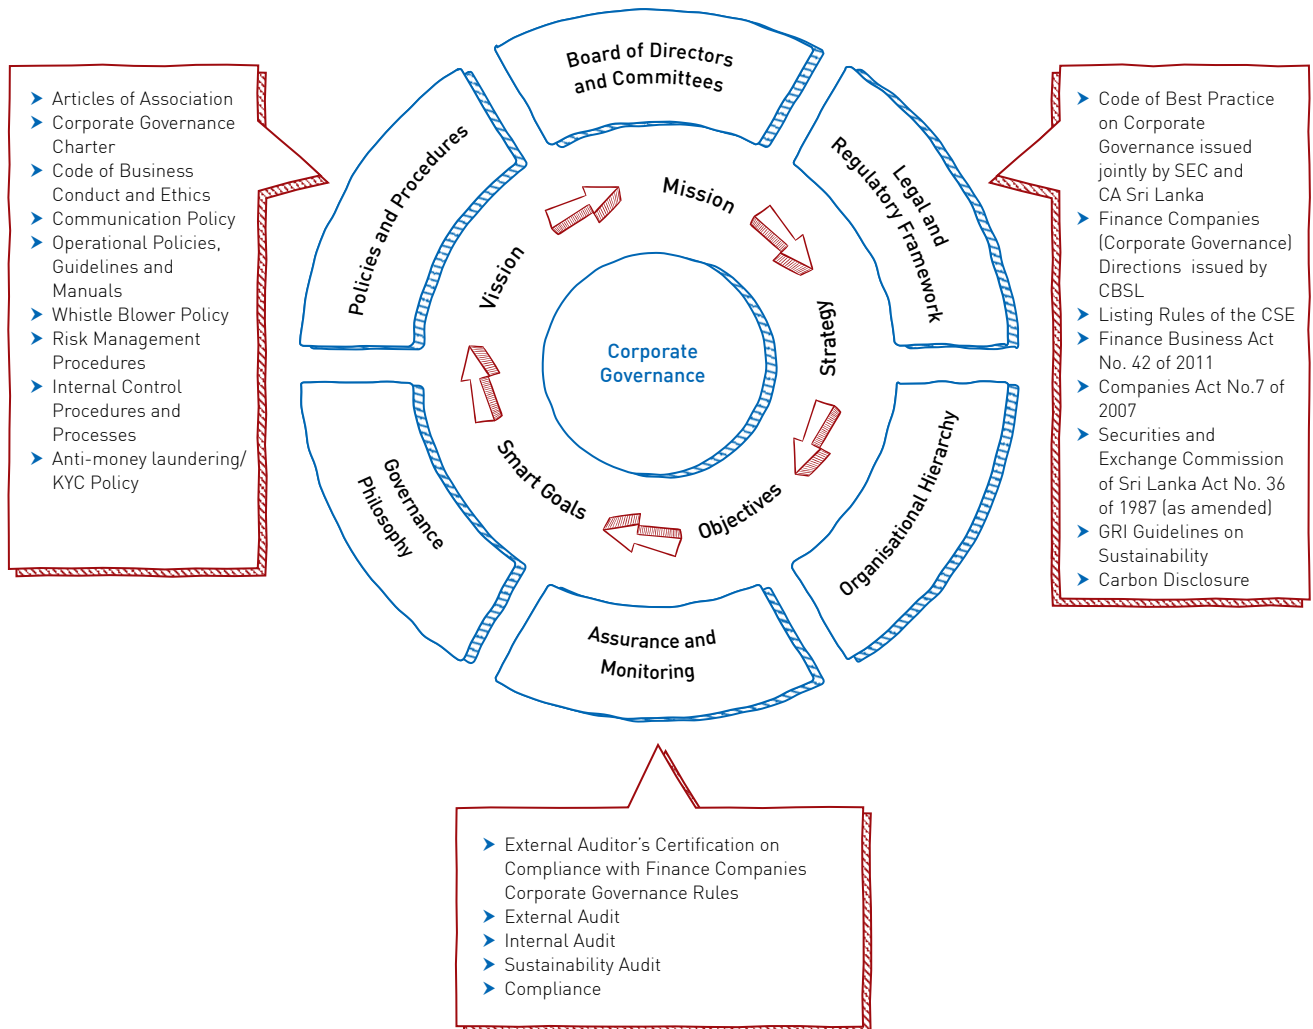 Board of Directors
and Committees
Articles of Association
Corporate Governance
Charter
Code of Business
Conduct and Ethics
Communication Policy
Operational Policies,
Guidelines and
Manuals
Whistle Blower Policy
Risk Management
Procedures
Internal Control
Procedures and
Processes
Anti-money laundering/
KYC Policy
Policies and Procedures
Legal and
Regulatory Framework
Code of Best Practice
on Corporate
Governance issued
jointly by SEC and
CA Sri Lanka
Finance Companies
(Corporate Governance)
Directions issued by
CBSL
Listing Rules of the CSE
Finance Business Act
No. 42 of 2011
Companies Act No.7 of
2007
Securities and
Exchange Commission
of Sri Lanka Act No. 36
of 1987 (as amended)
GRI Guidelines on
Sustainability
Carbon Disclosure
Vission
Mission
Strategy
Objectives
Smart Goals
Corporate
Governance
Governance
Philosophy
Organisational Hierarchy
Assurance and
Monitoring
External Auditor's Certification on
Compliance with Finance Companies
Corporate Governance Rules
External Audit
Internal Audit
Sustainability Audit
Compliance